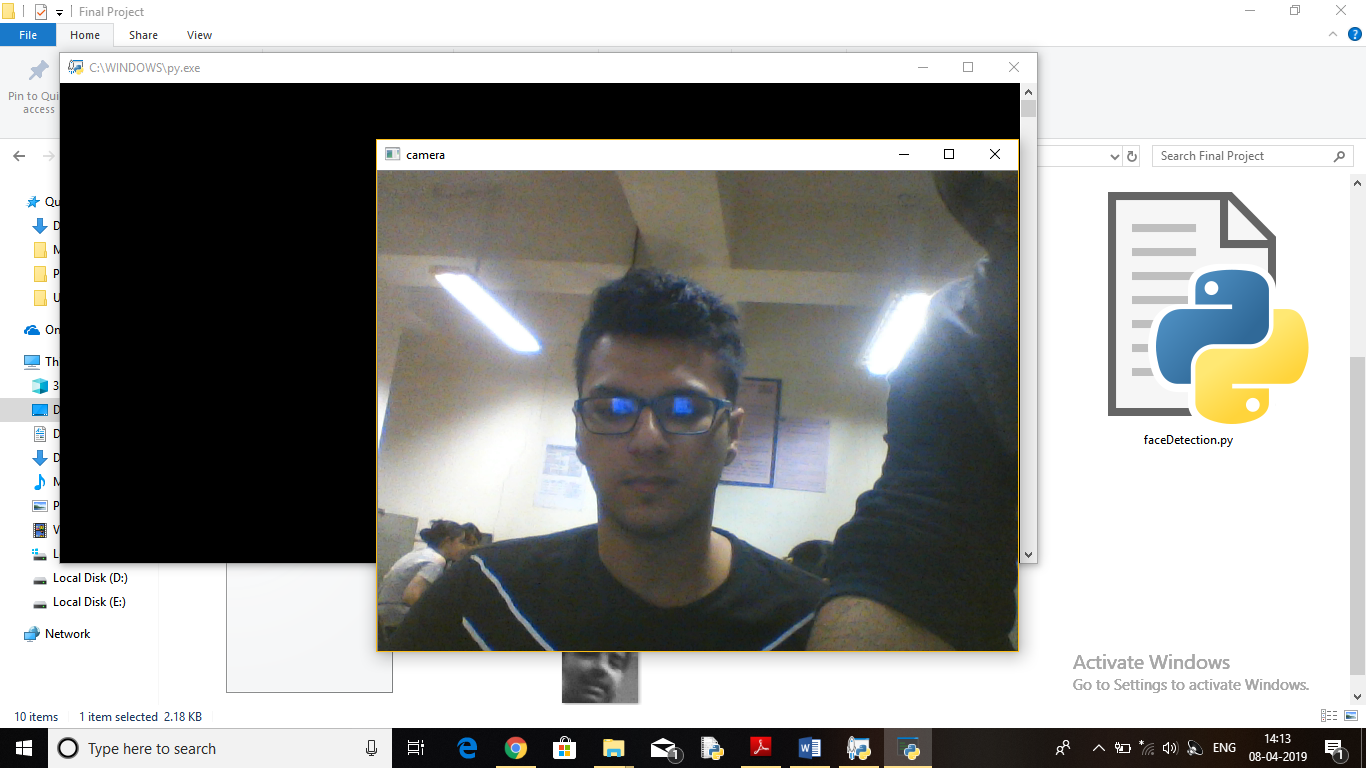 Final Project
File Home Share View
C:\WINDOWS\py.exe
Pin to Qui
access
camera
Search Final Project
Qu
D
M
P
U
On
Th
3
D
D
D
M
P
V
L
Local Disk (D:)
Local Disk (E:)
Network
faceDetection.py
Activate Windows
Go to Settings to activate Windows.
10 items 1 item selected 2.18 KB
Type here to search
1
ENG
14:13
08-04-2019
1